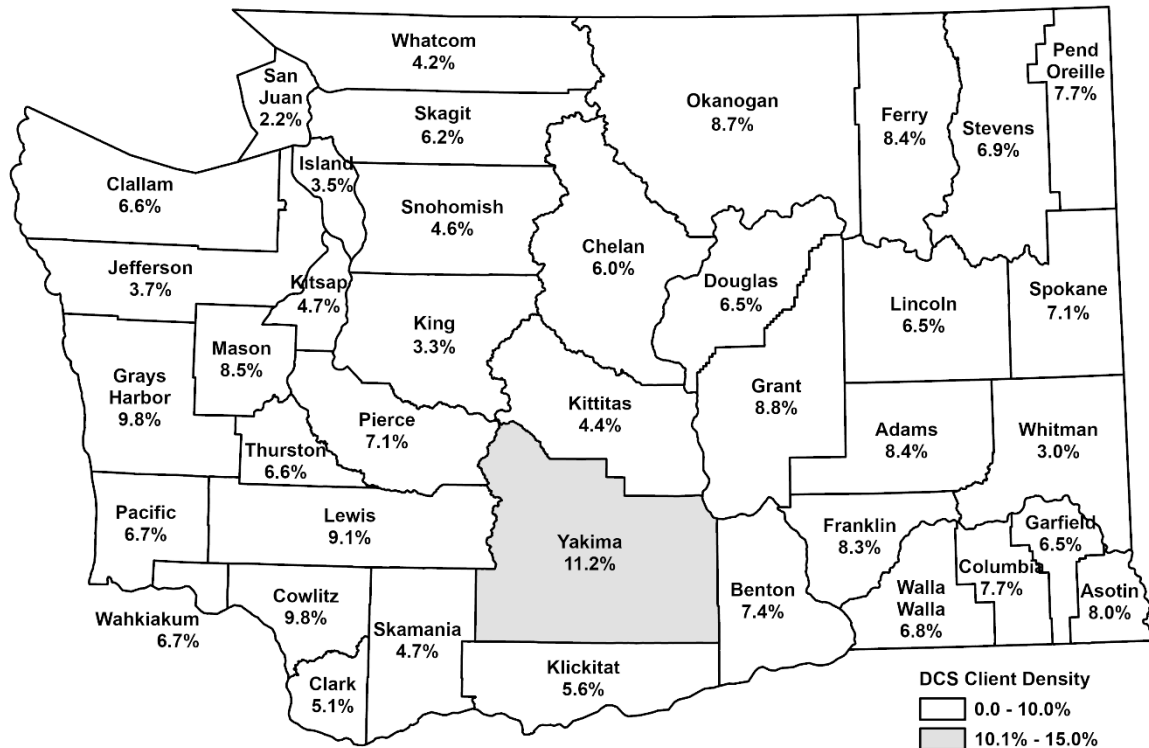 Whatcom
4.2%
San
Juan
2.2%
Skagit
6.2%
Okanogan
8.7%
Ferry
8.4%
Stevens
6.9%
Pend
Oreille
7.7%
Island
3.5%
Clallam
6.6%
Snohomish
4.6%
Chelan
6.0%
Jefferson
3.7%
Kitsap
4.7%
Douglas
6.5%
Lincoln
6.5%
Spokane
7.1%
King
3.3%
Mason
8.5%
Grays
Harbor
9.8%
Grant
8.8%
Kittitas
4.4%
Pierce
7.1%
Thurston
6.6%
Adams
8.4%
Whitman
3.0%
Pacific
6.7%
Lewis
9.1%
Yakima
11.2%
Franklin
8.3%
Garfield
6.5%
Columbia
7.7%
Benton
7.4%
Walla
Walla
6.8%
Asotin
8.0%
Wahkiakum
6.7%
Cowlitz
9.8%
Skamania
4.7%
Klickitat
5.6%
Clark
5.1%
DCS Client Density
0.0 - 10.0%
10.1% - 15.0%